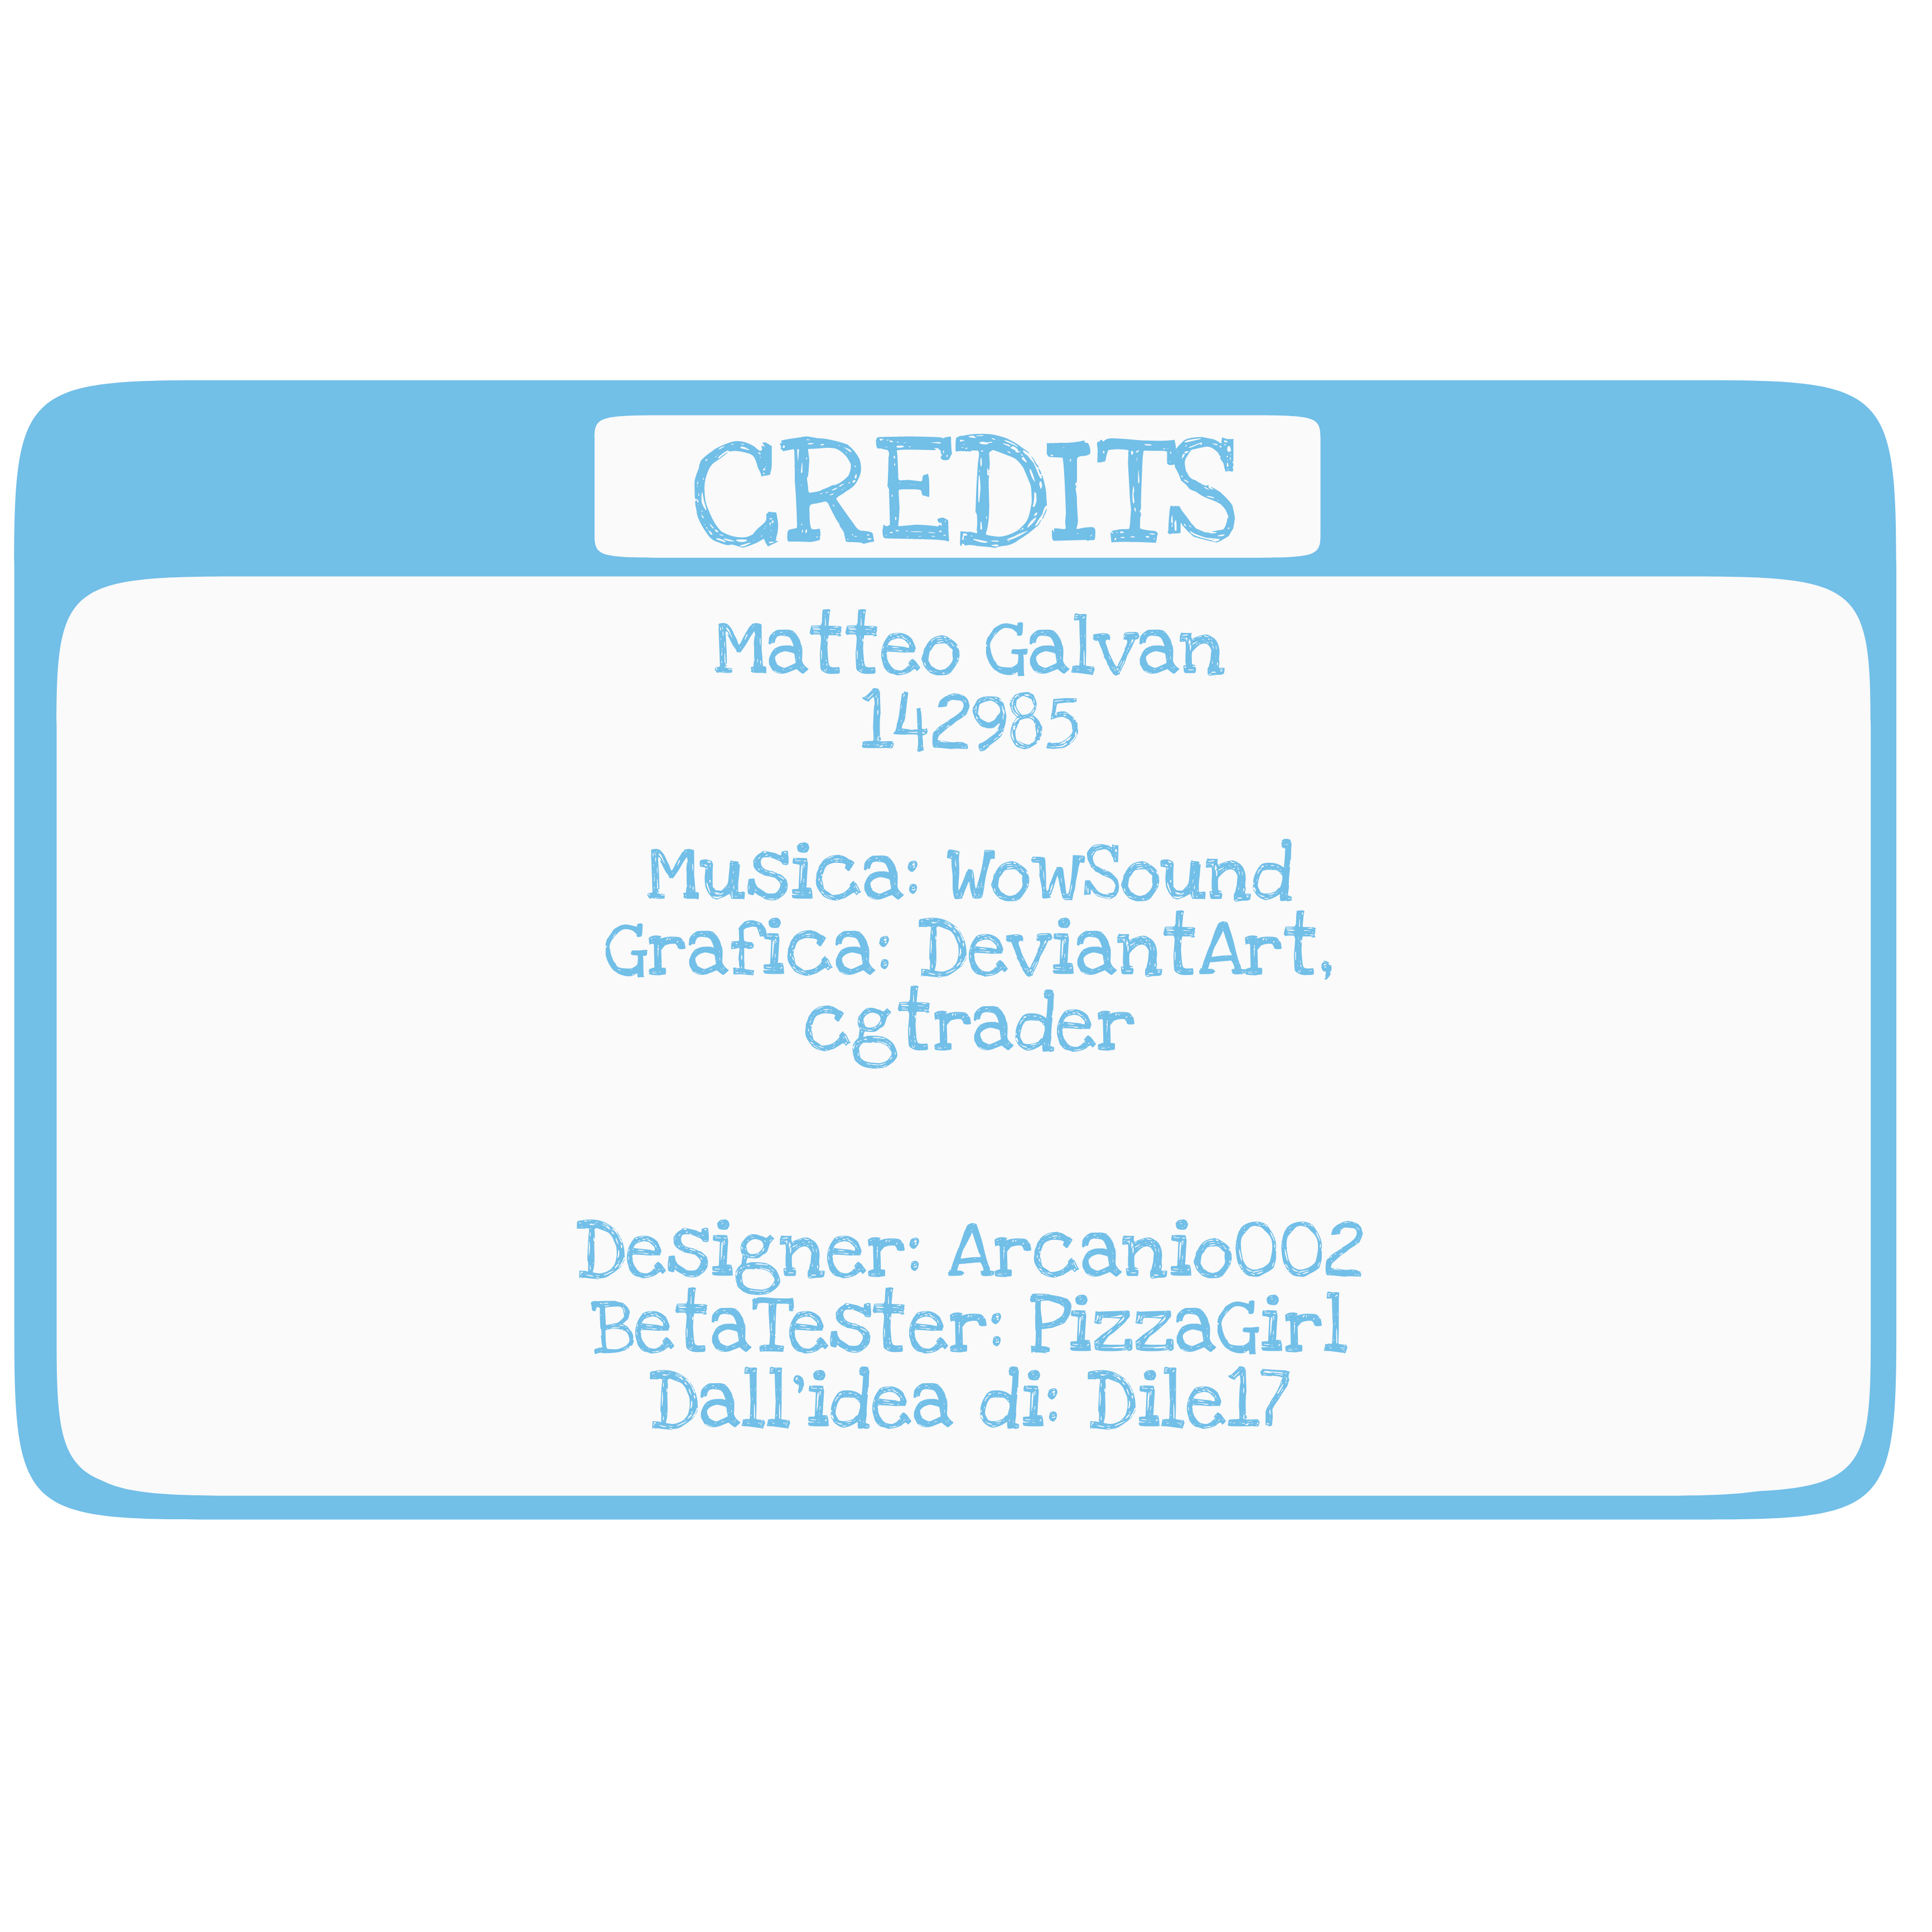 CREDITS
Matteo Galvan
142985
Musica: WowSound
Grafica: DeviantArt,
cgtrader
Designer: Arcanio002
BetaTester: PizzaGirl
Dall'idea di: Dile17